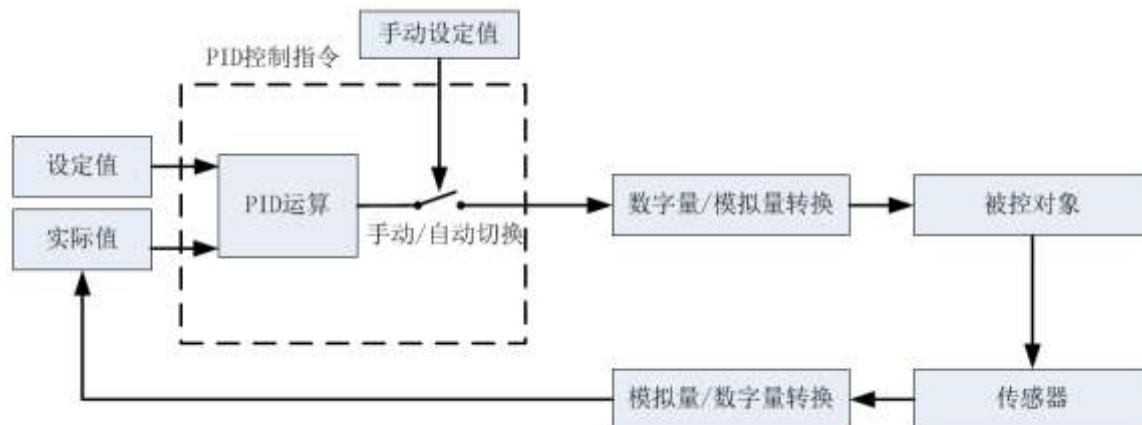 手动设定值
PID控制指令
设定值
PID运算
数字量/模拟量转换
被控对象
实际值
手动/自动切换
模拟量/数字量转换
传感器